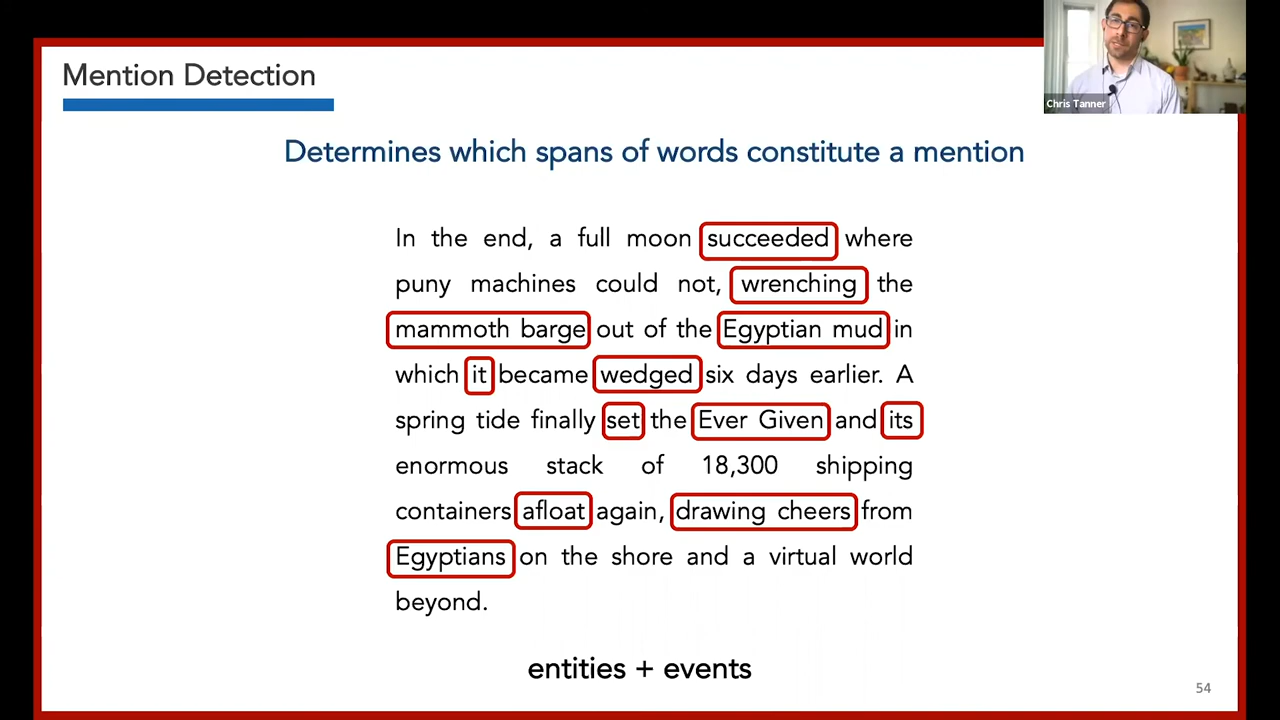 Mention Detection
Chris Tanner
Determines which spans of words constitute a mention
In the end, a full moon succeeded where
puny machines could not, wrenching the
mammoth barge out of the Egyptian mud in
which it became wedged six days earlier. A
spring tide finally set the Ever Given and its
enormous stack of 18,300 shipping
containers afloat again, drawing cheers from
Egyptians on the shore and a virtual world
beyond.
entities + events
54